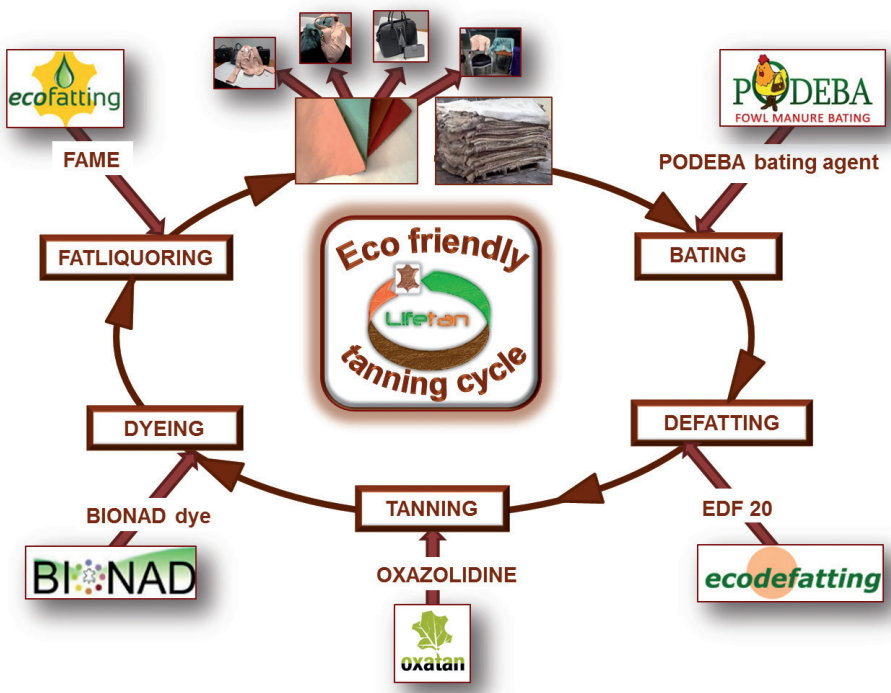 ecofatting
FAME
PODEBA
FOWL MANURE BATING
PODEBA bating agent
FATLIQUORING
Eco friendly
Lifetan
tanning cycle
BATING
DYEING
DEFATTING
TANNING
BIONAD dye
BIONAD
OXAZOLIDINE
oxatan
EDF 20
ecodefatting